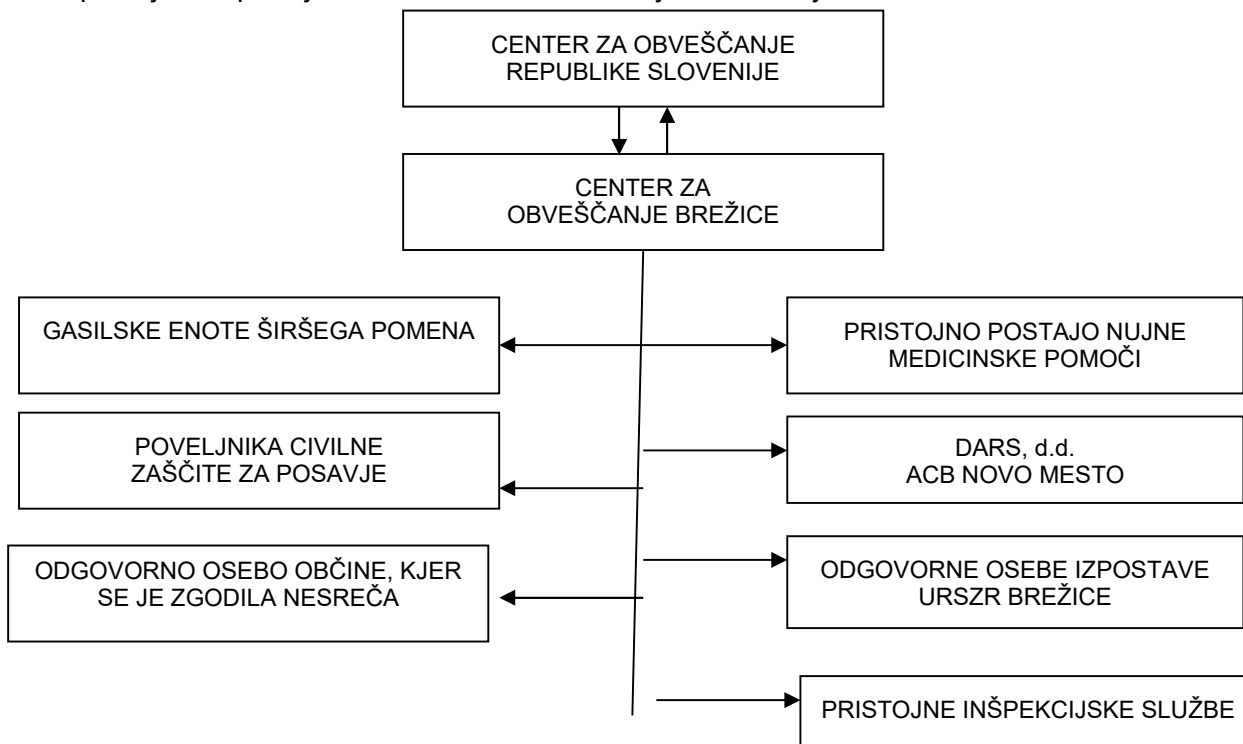 CENTER ZA OBVEŠČANJE
REPUBLIKE SLOVENIJE
CENTER ZA
OBVEŠČANJE BREŽICE
GASILSKE ENOTE ŠIRŠEGA POMENA
PRISTOJNO POSTAJO NUJNE
MEDICINSKE POMOČI
POVELJNIKA CIVILNE
ZAŠČITE ZA POSAVJE
DARS, d.d.
ACB NOVO MESTO
ODGOVORNO OSEBO OBČINE, KJER
SE JE ZGODILA NESREČA
ODGOVORNE OSEBE IZPOSTAVE
URSZR BREŽICE
PRISTOJNE INŠPEKCIJSKE SLUŽBE